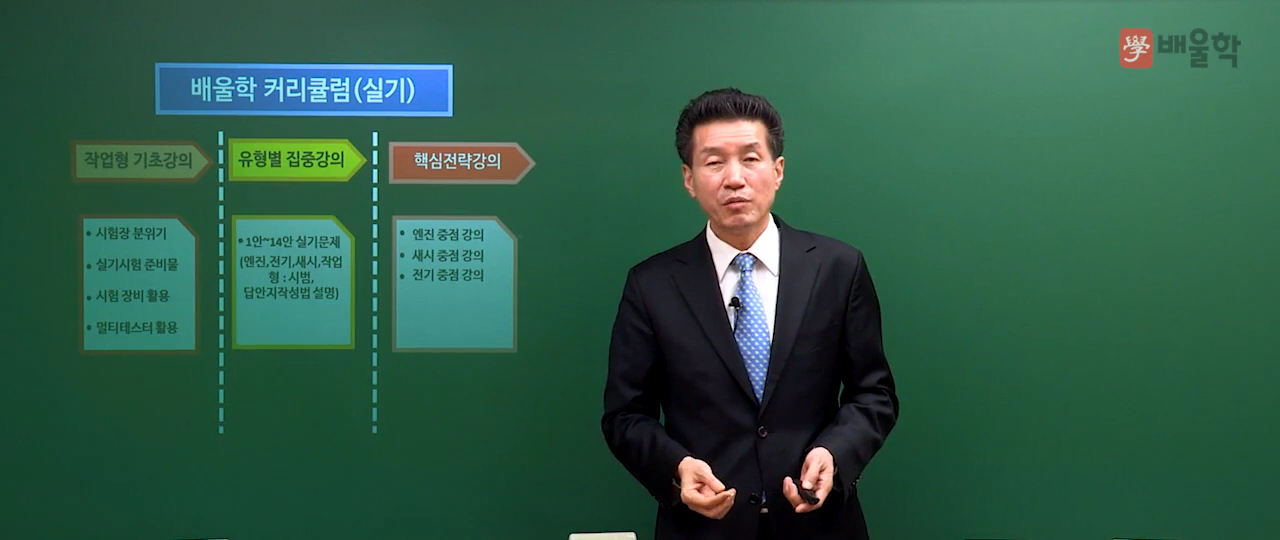 學 배울학
배울학 커리큘럼(실기)
작업형 기초강의
유형별 집중강의
핵심전략강의
• 시험장 분위기
• 실기시험 준비물
• 시험 장비 활용
• 멀티테스터 활용
• 1안~14안 실기문제
(엔진,전기,새시,작업
형 : 시범,
답안지작성법 설명)
• 엔진 중점 강의
• 새시 중점 강의
• 전기 중점 강의